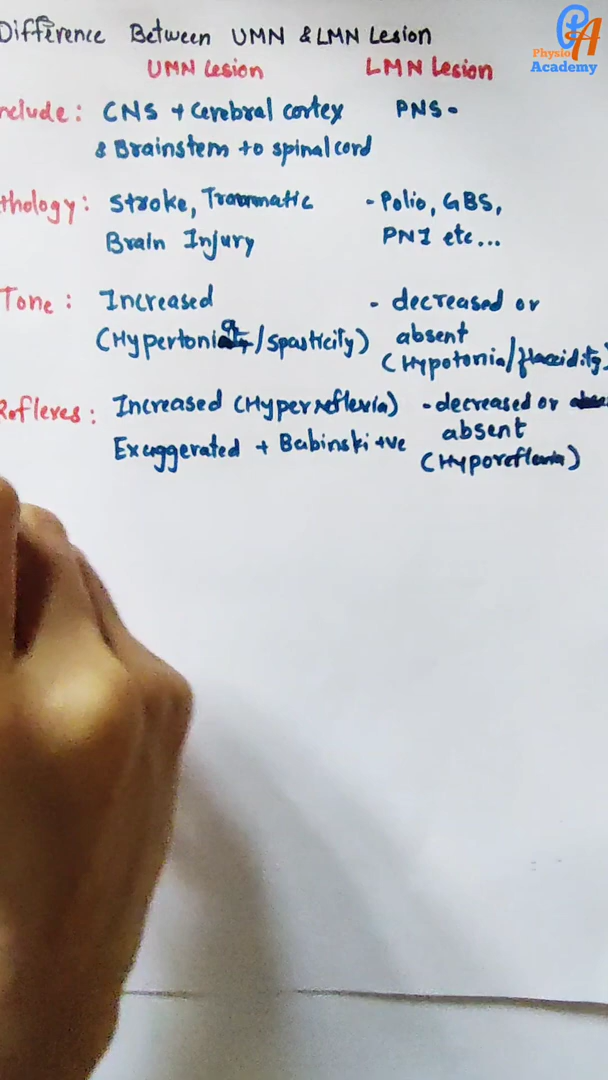 Difference Between UMN & LMN Lesion
Physio Academy
UMN Lesion LMN Lesion
nclude: CNS + Cerebral cortex PNS -
& Brainstem to spinal cord
thology: Stroke, Traumatic - Polio, GBS,
Brain Injury PNI etc...
Tone: Increased - decreased or
(Hypertonia/spasticity) absent
(Hypotonia/flaccidity)
Reflexes: Increased (Hyperreflexia) - decreased or
Exaggerated + Babinski +ve absent
(Hyporeflexia)